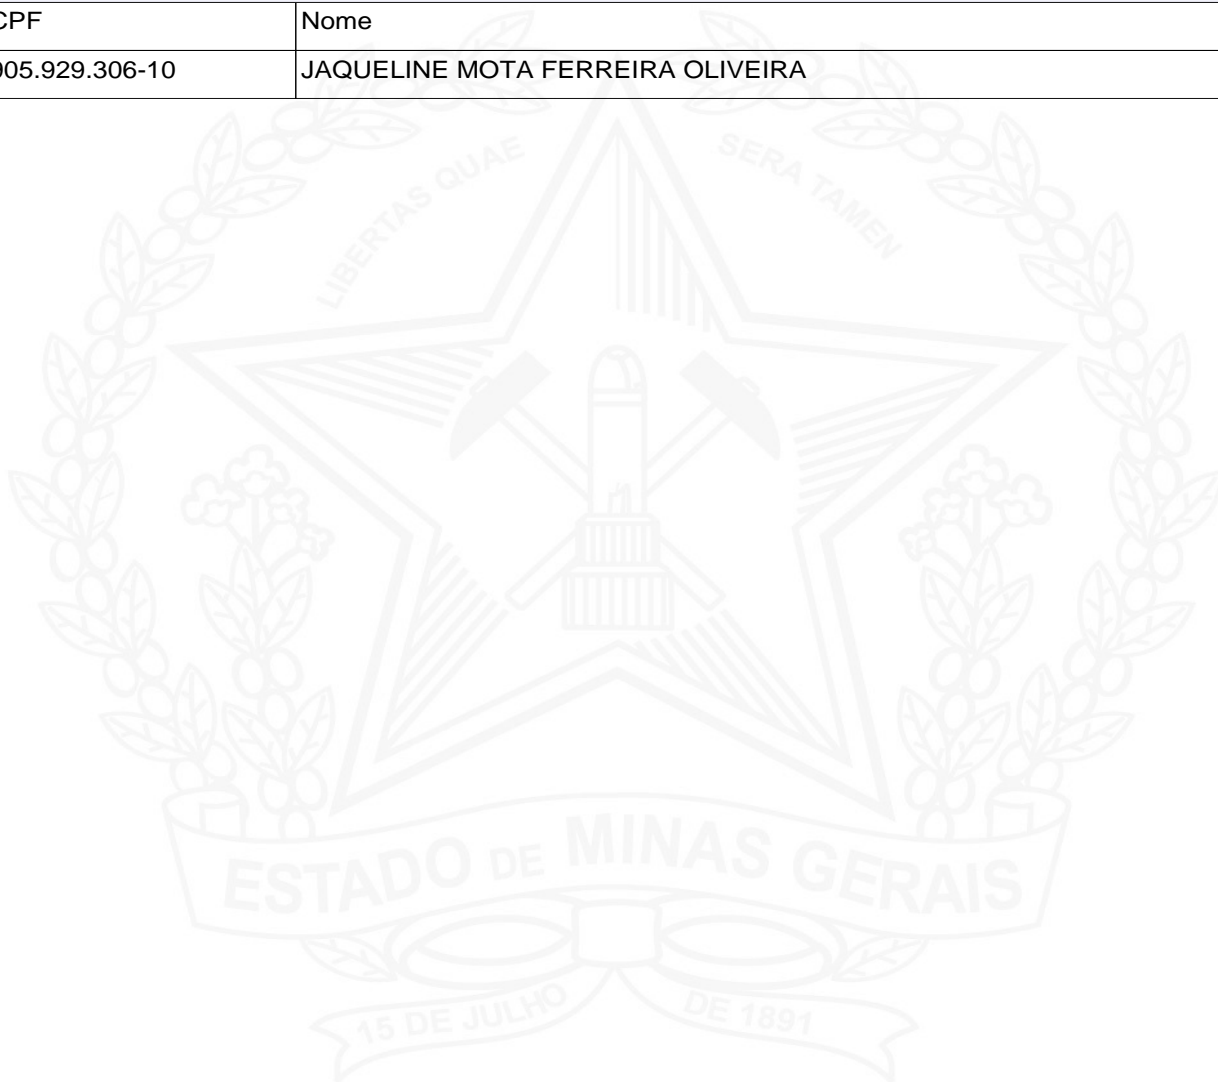 CPF Nome
905.929.306-10 JAQUELINE MOTA FERREIRA OLIVEIRA
LIBERTAS QUAE SERA TAMEN
ESTADO DE MINAS GERAIS
15 DE JULHO DE 1891